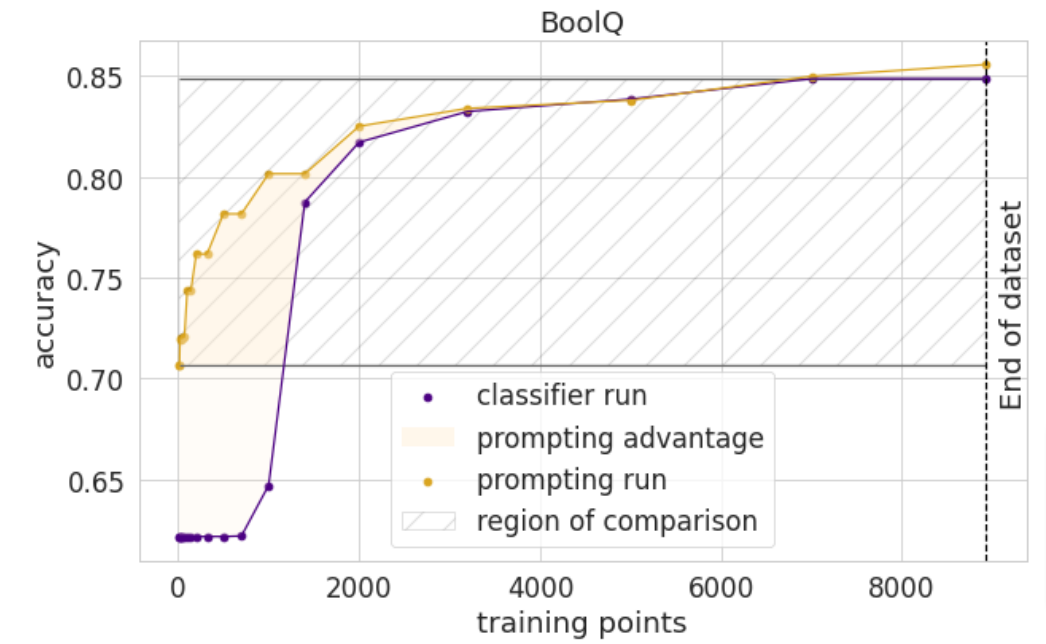 BoolQ
0.85
0.80
0.75
0.70
0.65
accuracy
classifier run
prompting advantage
prompting run
region of comparison
End of dataset
0 2000 4000 6000 8000
training points